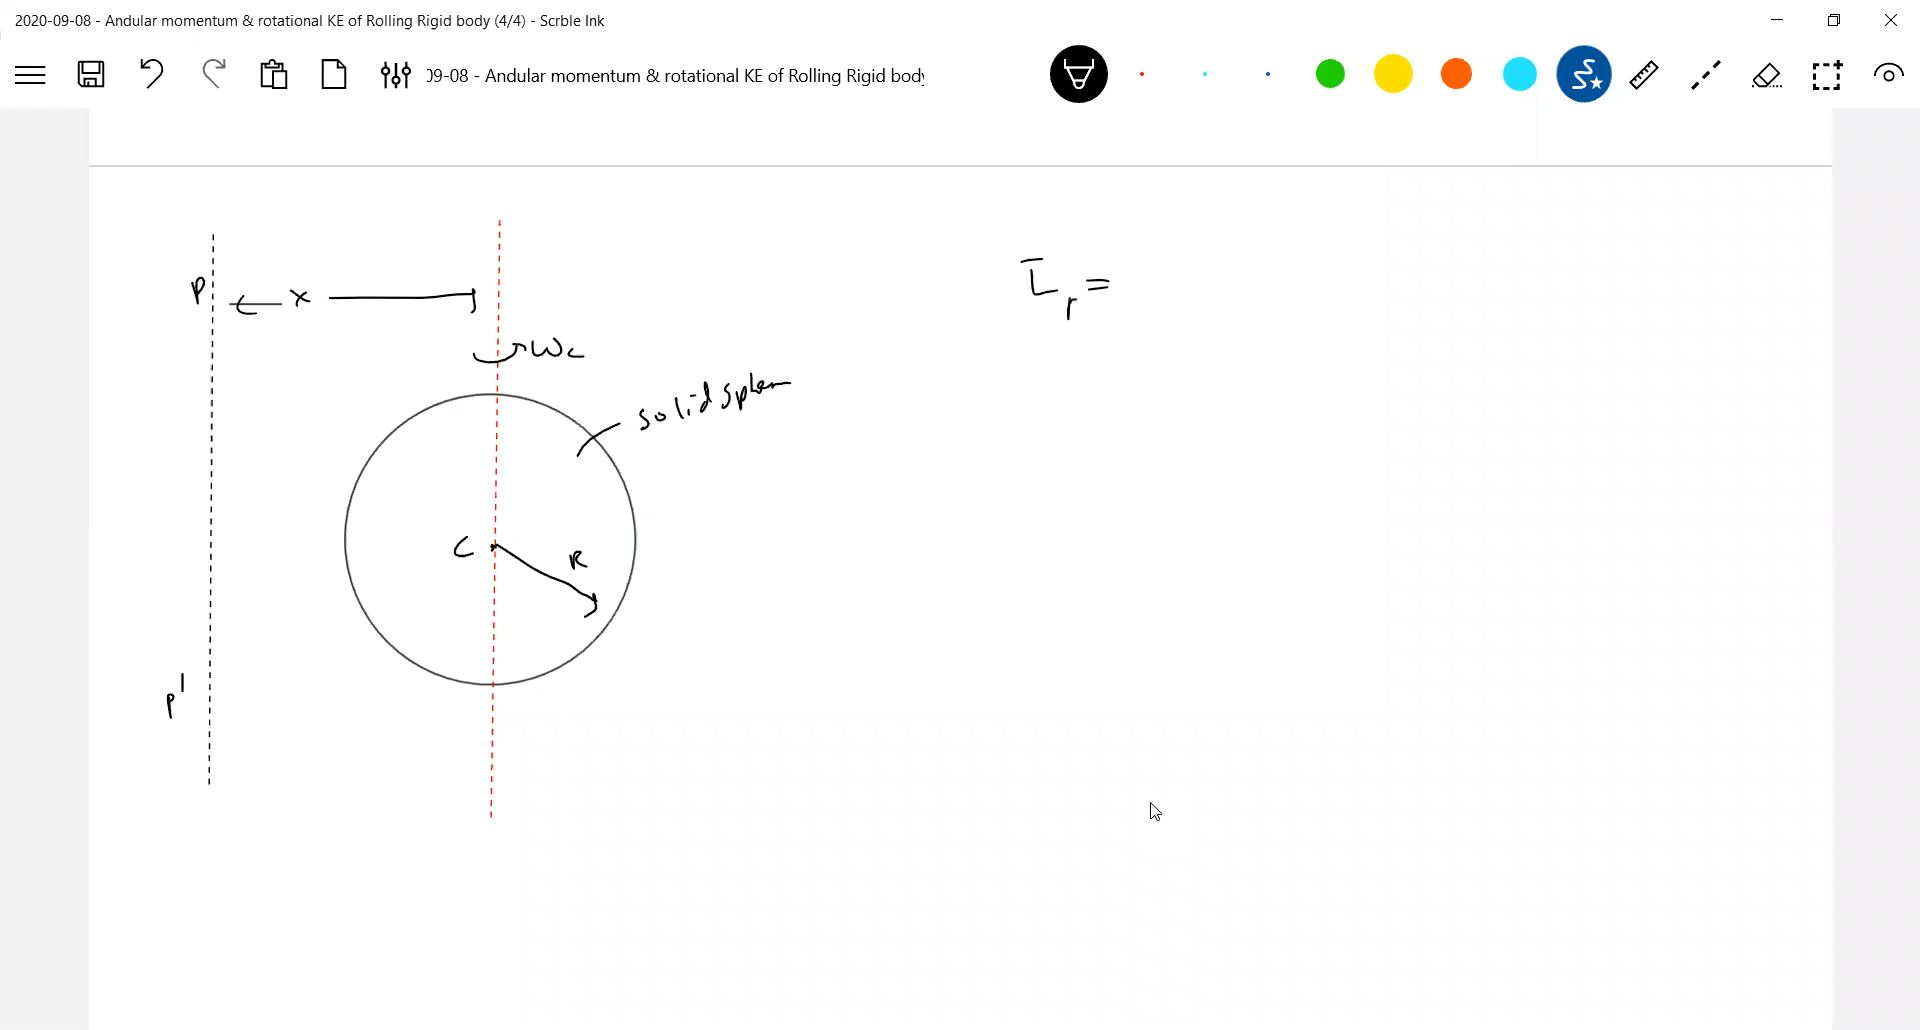 2020-09-08 - Andular momentum & rotational KE of Rolling Rigid body (4/4) - Scrble Ink
09-08 - Andular momentum & rotational KE of Rolling Rigid body
P
x
ωc
solid sphere
C
R
P'
L̅p =